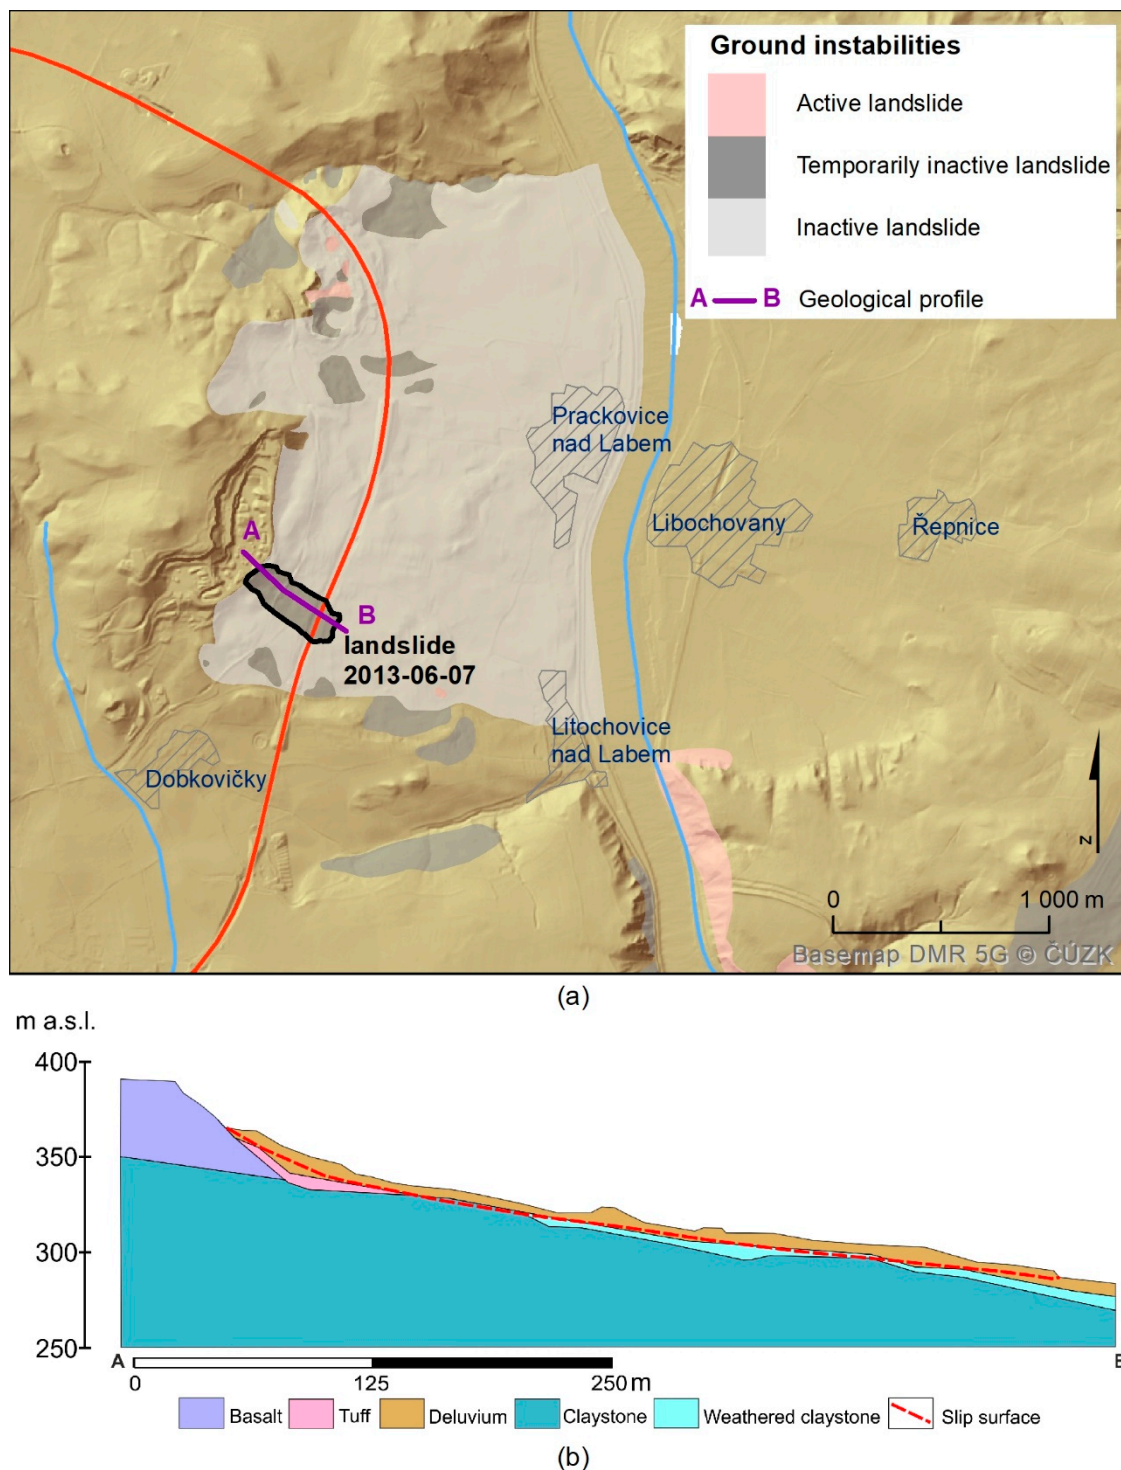 Ground instabilities
Active landslide
Temporarily inactive landslide
Inactive landslide
A B Geological profile
Prackovice
nad Labem
Libochovany
Řepnice
A
B
landslide
2013-06-07
Litochovice
nad Labem
Dobkovičky
z
0 1 000 m
Basemap DMR 5G © ČÚZK
(a)
m a.s.l.
400
350
300
250
A
B
0 125 250 m
Basalt Tuff Deluvium Claystone Weathered claystone Slip surface
(b)